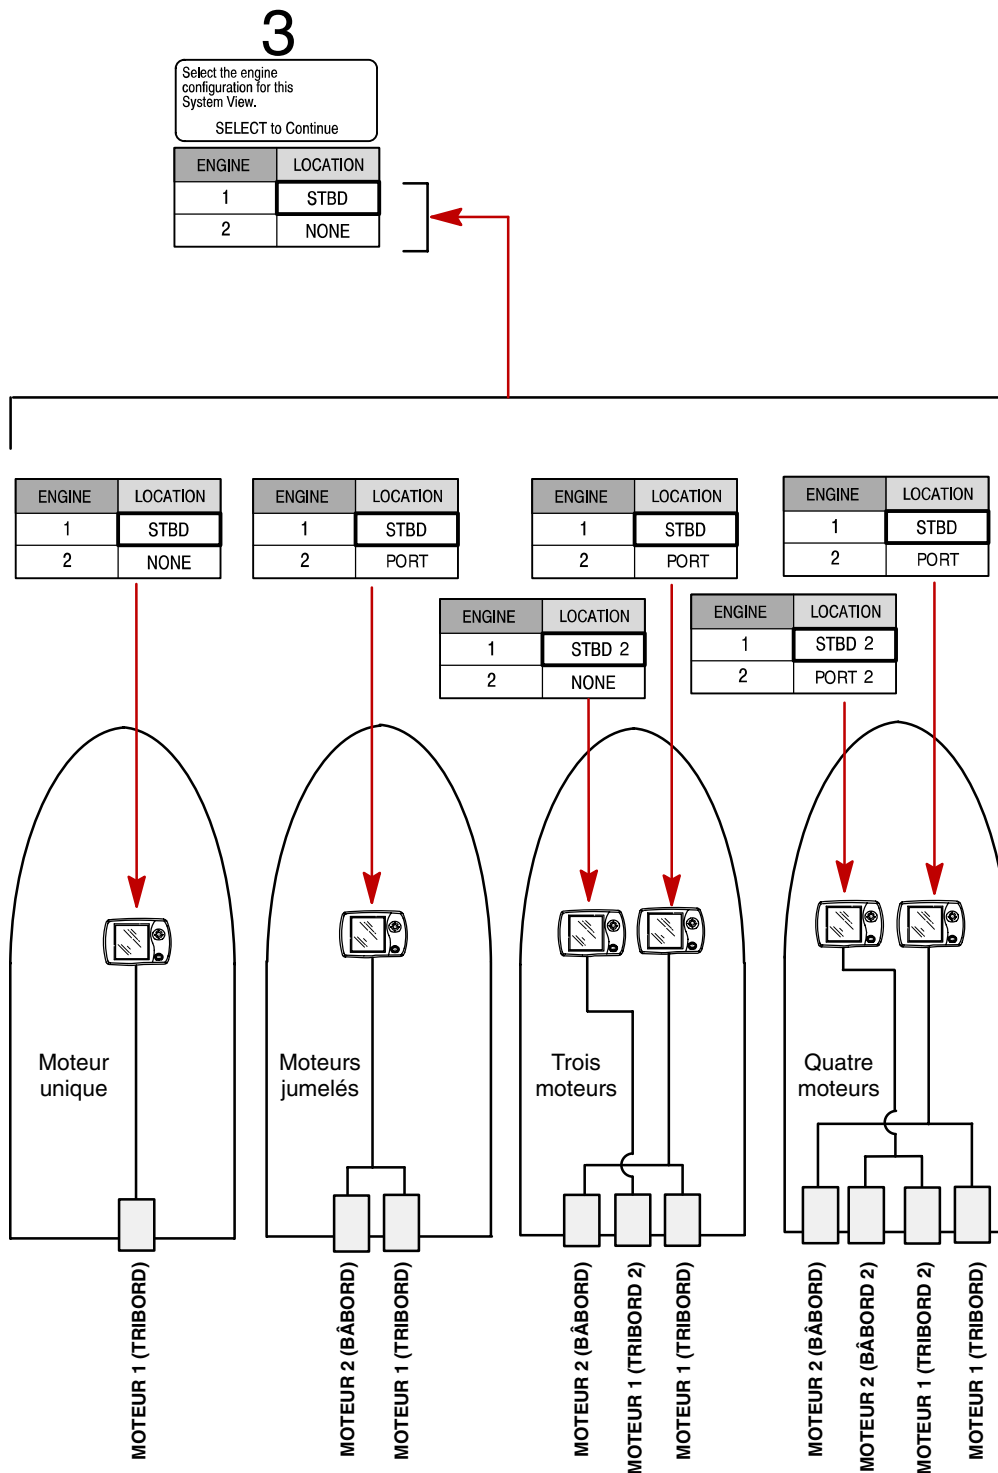 3
Select the engine
configuration for this
System View.
SELECT to Continue
ENGINE LOCATION
1 STBD
2 NONE
ENGINE LOCATION
1 STBD
2 NONE
ENGINE LOCATION
1 STBD
2 PORT
ENGINE LOCATION
1 STBD
2 PORT
ENGINE LOCATION
1 STBD
2 PORT
ENGINE LOCATION
1 STBD 2
2 NONE
ENGINE LOCATION
1 STBD 2
2 PORT 2
Moteur
unique
Moteurs
jumelés
Trois
moteurs
Quatre
moteurs
MOTEUR 1 (TRIBORD)
MOTEUR 2 (BÂBORD)
MOTEUR 1 (TRIBORD)
MOTEUR 2 (BÂBORD)
MOTEUR 1 (TRIBORD 2)
MOTEUR 1 (TRIBORD)
MOTEUR 2 (BÂBORD)
MOTEUR 2 (BÂBORD 2)
MOTEUR 1 (TRIBORD 2)
MOTEUR 1 (TRIBORD)